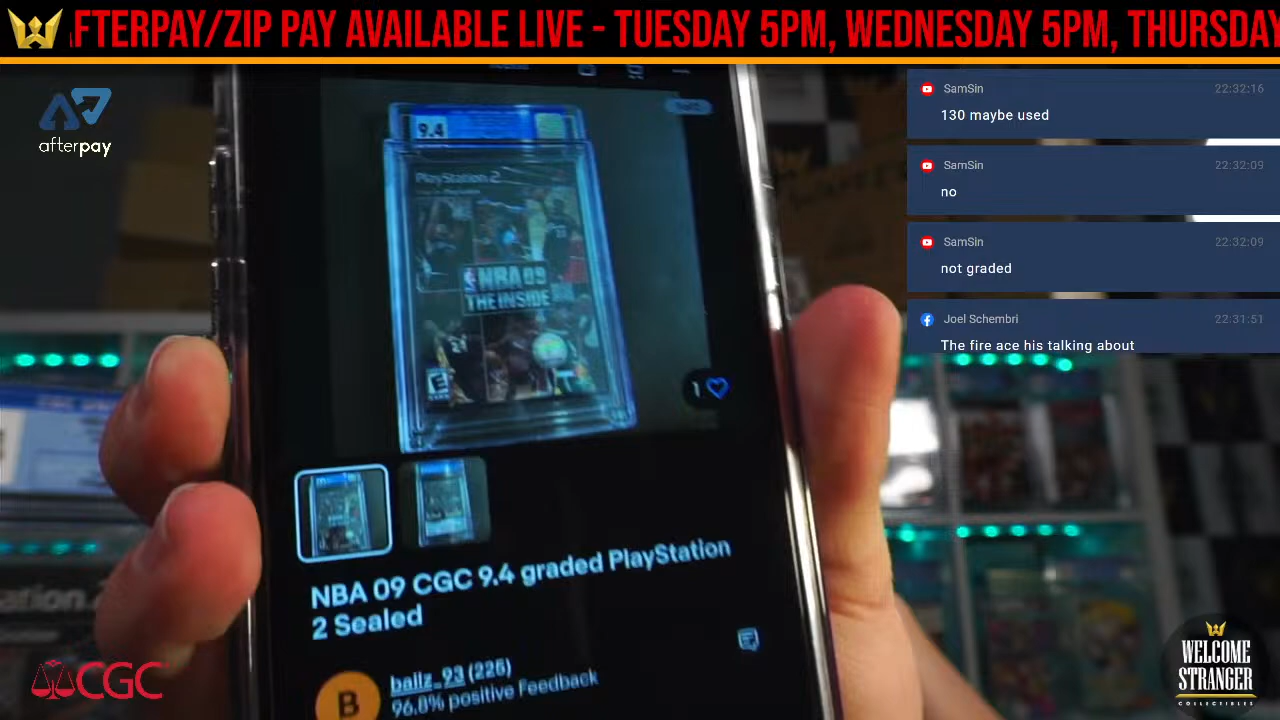 FTERPAY/ZIP PAY AVAILABLE LIVE - TUESDAY 5PM, WEDNESDAY 5PM, THURSDAY
afterpay
SamSin 22:32:16
130 maybe used
SamSin 22:32:09
no
SamSin 22:32:09
not graded
Joel Schembri 22:31:51
The fire ace his talking about
9.4
PlayStation 2
NBA 09
THE INSIDE
24
E
1
NBA 09 CGC 9.4 graded PlayStation
2 Sealed
B
bailz_93 (225)
96.8% positive Feedback
CGC
WELCOME
STRANGER
COLLECTIBLES